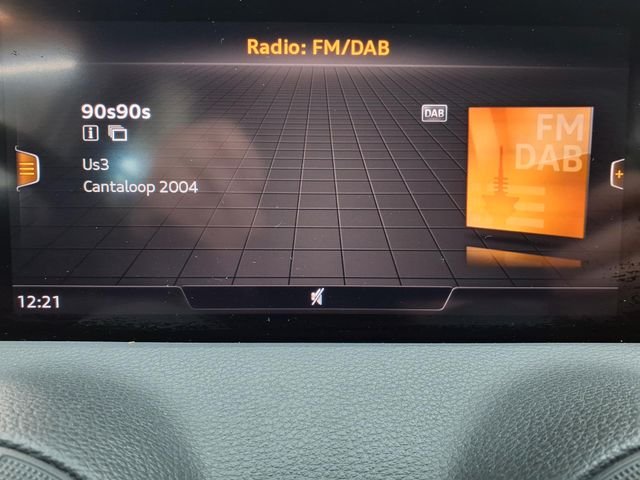 Radio: FM/DAB
90s90s
DAB
Us3
Cantaloop 2004
FM
DAB
12:21